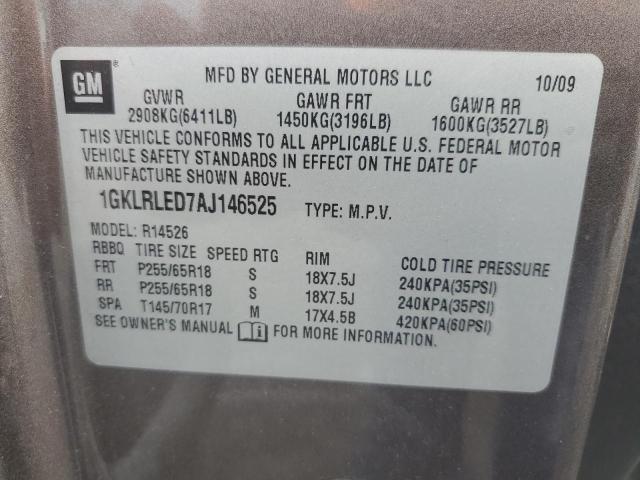 GM
MFD BY GENERAL MOTORS LLC 10/09
GVWR GAWR FRT GAWR RR
2908KG(6411LB) 1450KG(3196LB) 1600KG(3527LB)
THIS VEHICLE CONFORMS TO ALL APPLICABLE U.S. FEDERAL MOTOR
VEHICLE SAFETY STANDARDS IN EFFECT ON THE DATE OF
MANUFACTURE SHOWN ABOVE.
1GKLRLED7AJ146525 TYPE: M.P.V.
MODEL: R14526
RBBQ TIRE SIZE SPEED RTG RIM COLD TIRE PRESSURE
FRT P255/65R18 S 18X7.5J 240KPA(35PSI)
RR P255/65R18 S 18X7.5J 240KPA(35PSI)
SPA T145/70R17 M 17X4.5B 420KPA(60PSI)
SEE OWNER'S MANUAL i FOR MORE INFORMATION.